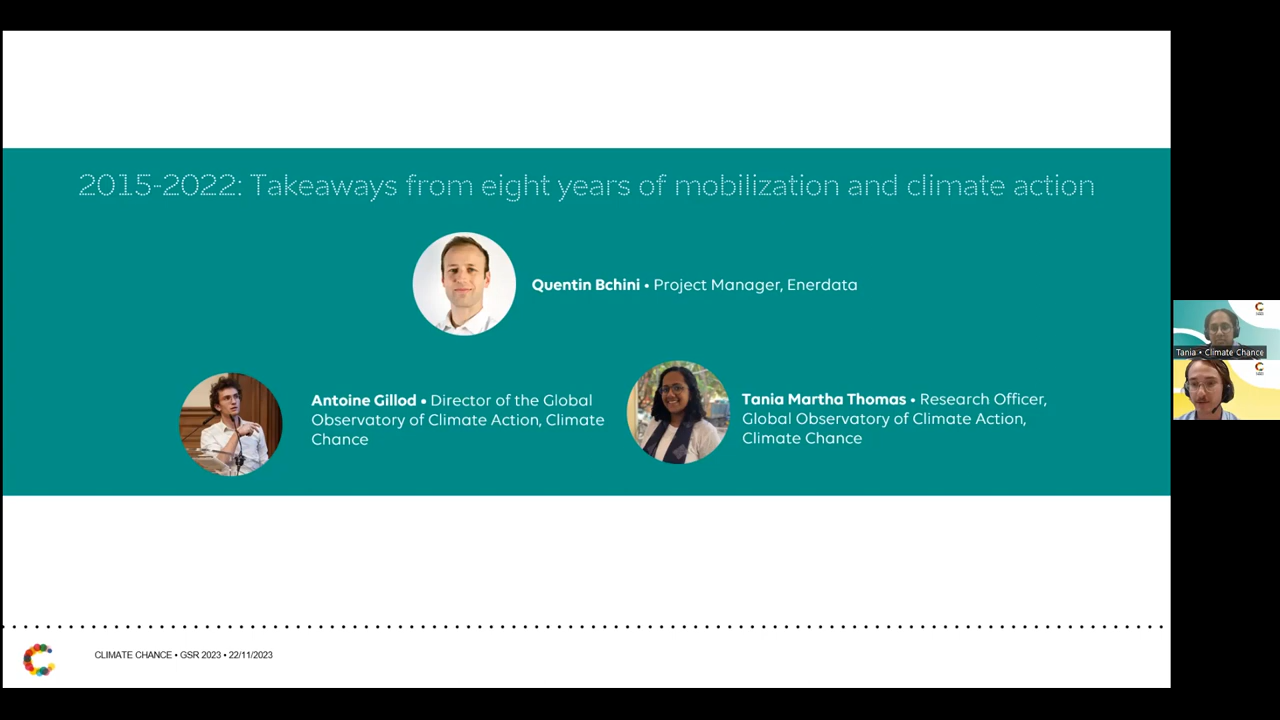 2015-2022: Takeaways from eight years of mobilization and climate action
Quentin Bchini • Project Manager, Enerdata
Antoine Gillod • Director of the Global
Observatory of Climate Action, Climate
Chance
Tania Martha Thomas • Research Officer,
Global Observatory of Climate Action,
Climate Chance
Tania • Climate Chance
CLIMATE CHANCE • GSR 2023 • 22/11/2023